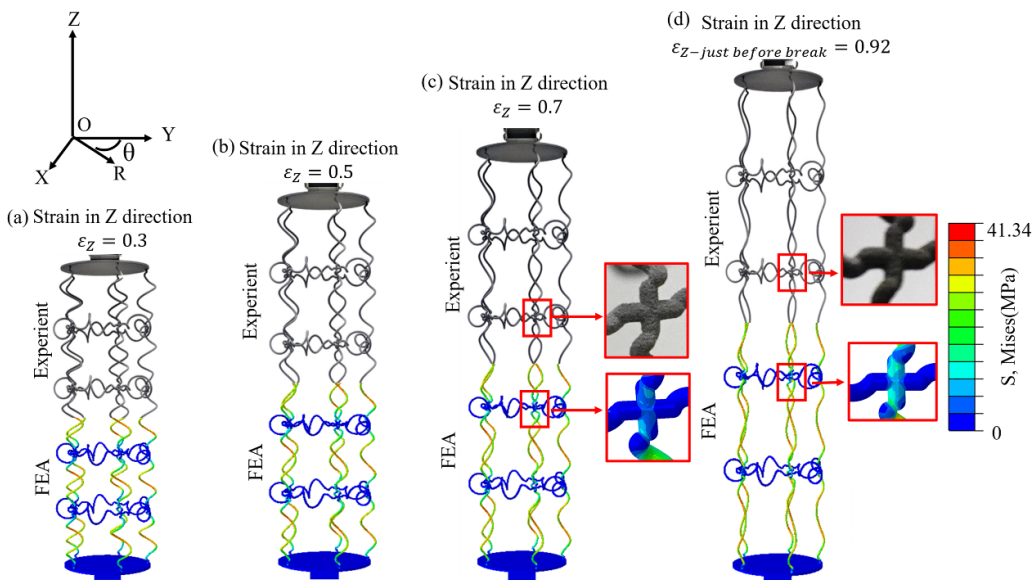 Z
O
Y
θ
X
R
(a) Strain in Z direction
ε_Z = 0.3
Experient
FEA
(b) Strain in Z direction
ε_Z = 0.5
Experient
FEA
(c) Strain in Z direction
ε_Z = 0.7
Experient
FEA
(d)
Strain in Z direction
ε_{Z−just before break} = 0.92
Experient
FEA
41.34
S, Mises(MPa)
0